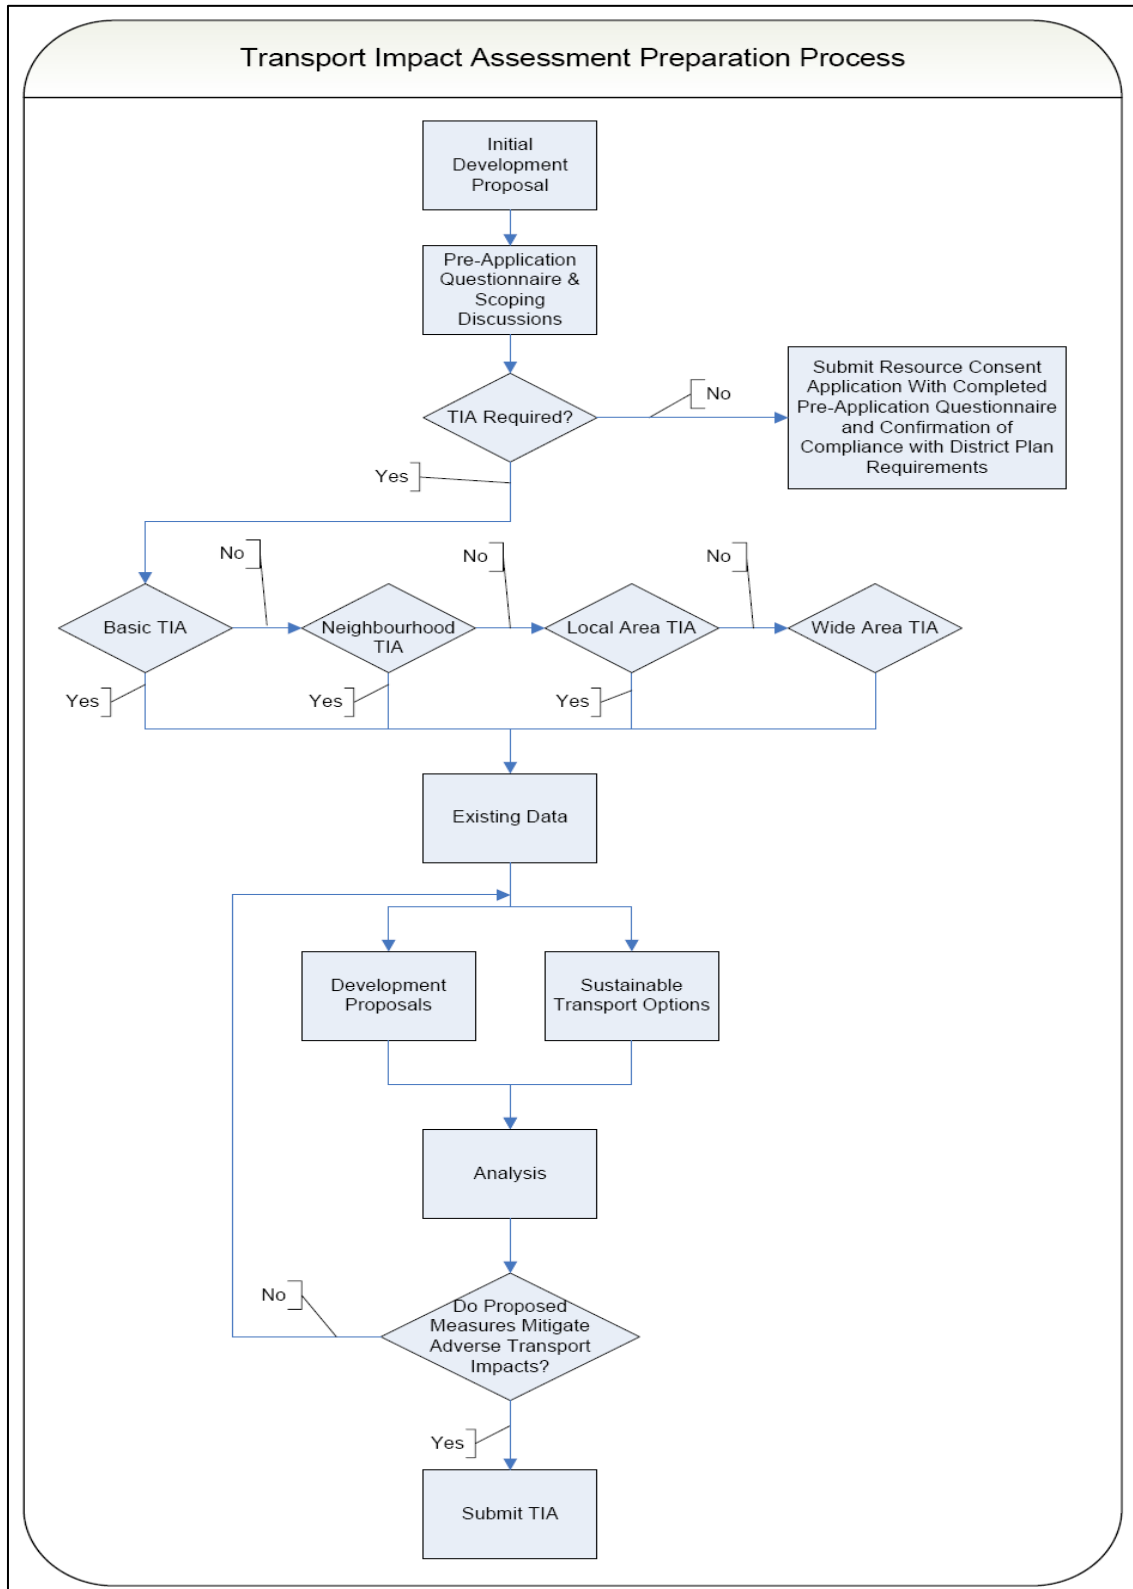 Transport Impact Assessment Preparation Process
Initial
Development
Proposal
Pre-Application
Questionnaire &
Scoping
Discussions
TIA Required?
No
Submit Resource Consent
Application With Completed
Pre-Application Questionnaire
and Confirmation of
Compliance with District Plan
Requirements
Yes
No
No
No
Basic TIA
Neighbourhood
TIA
Local Area TIA
Wide Area TIA
Yes
Yes
Yes
Existing Data
Development
Proposals
Sustainable
Transport Options
Analysis
No
Do Proposed
Measures Mitigate
Adverse Transport
Impacts?
Yes
Submit TIA